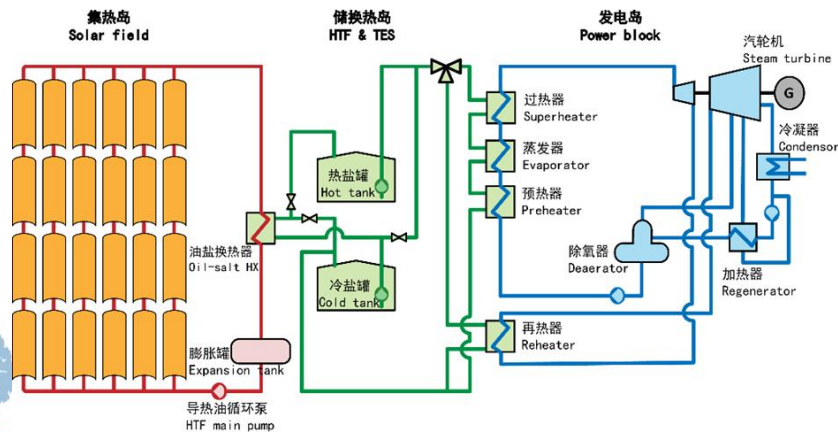 集热岛
Solar field
储换热岛
HTF & TES
发电岛
Power block
汽轮机
Steam turbine
G
过热器
Superheater
冷凝器
Condensor
蒸发器
Evaporator
热盐罐
Hot tank
预热器
Preheater
油盐换热器
Oil-salt HX
除氧器
Deaerator
加热器
Regenerator
冷盐罐
Cold tank
再热器
Reheater
膨胀罐
Expansion tank
导热油循环泵
HTF main pump